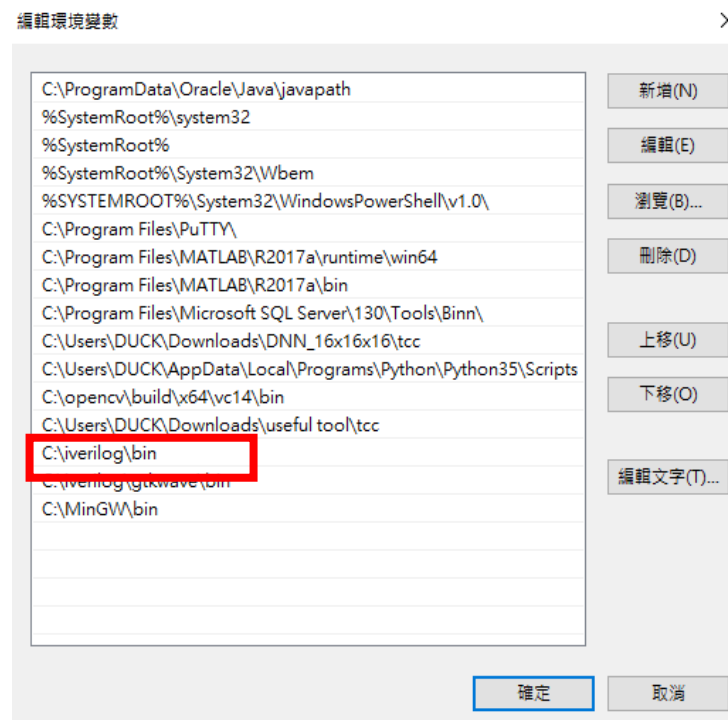 編輯環境變數
C:\ProgramData\Oracle\Java\javapath
%SystemRoot%\system32
%SystemRoot%
%SystemRoot%\System32\Wbem
%SYSTEMROOT%\System32\WindowsPowerShell\v1.0\
C:\Program Files\PuTTY\
C:\Program Files\MATLAB\R2017a\runtime\win64
C:\Program Files\MATLAB\R2017a\bin
C:\Program Files\Microsoft SQL Server\130\Tools\Binn\
C:\Users\DUCK\Downloads\DNN_16x16x16\tcc
C:\Users\DUCK\AppData\Local\Programs\Python\Python35\Scripts
C:\opencv\build\x64\vc14\bin
C:\Users\DUCK\Downloads\useful tool\tcc
C:\iverilog\bin
C:\iverilog\gtkwave\bin
C:\MinGW\bin
新增(N)
編輯(E)
瀏覽(B)...
刪除(D)
上移(U)
下移(O)
編輯文字(T)...
確定
取消